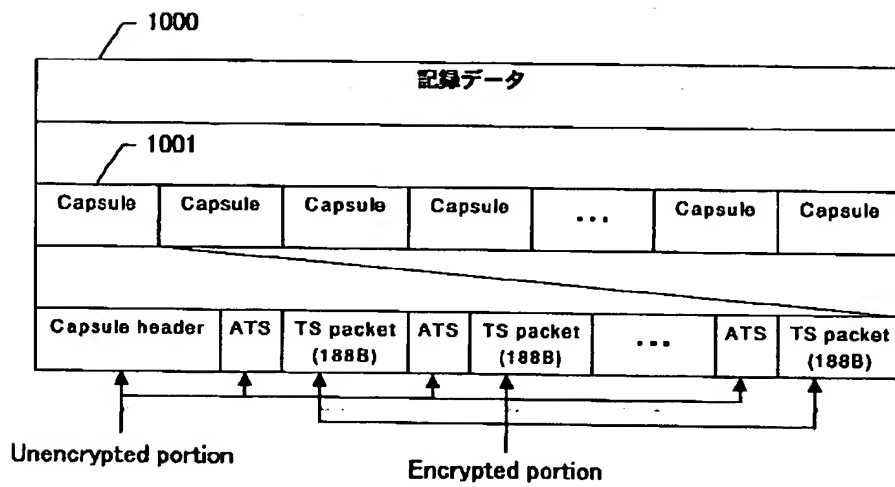 1000
記録データ
1001
Capsule Capsule Capsule Capsule ... Capsule Capsule
Capsule header ATS TS packet (188B) ATS TS packet (188B) ... ATS TS packet (188B)
Unencrypted portion
Encrypted portion